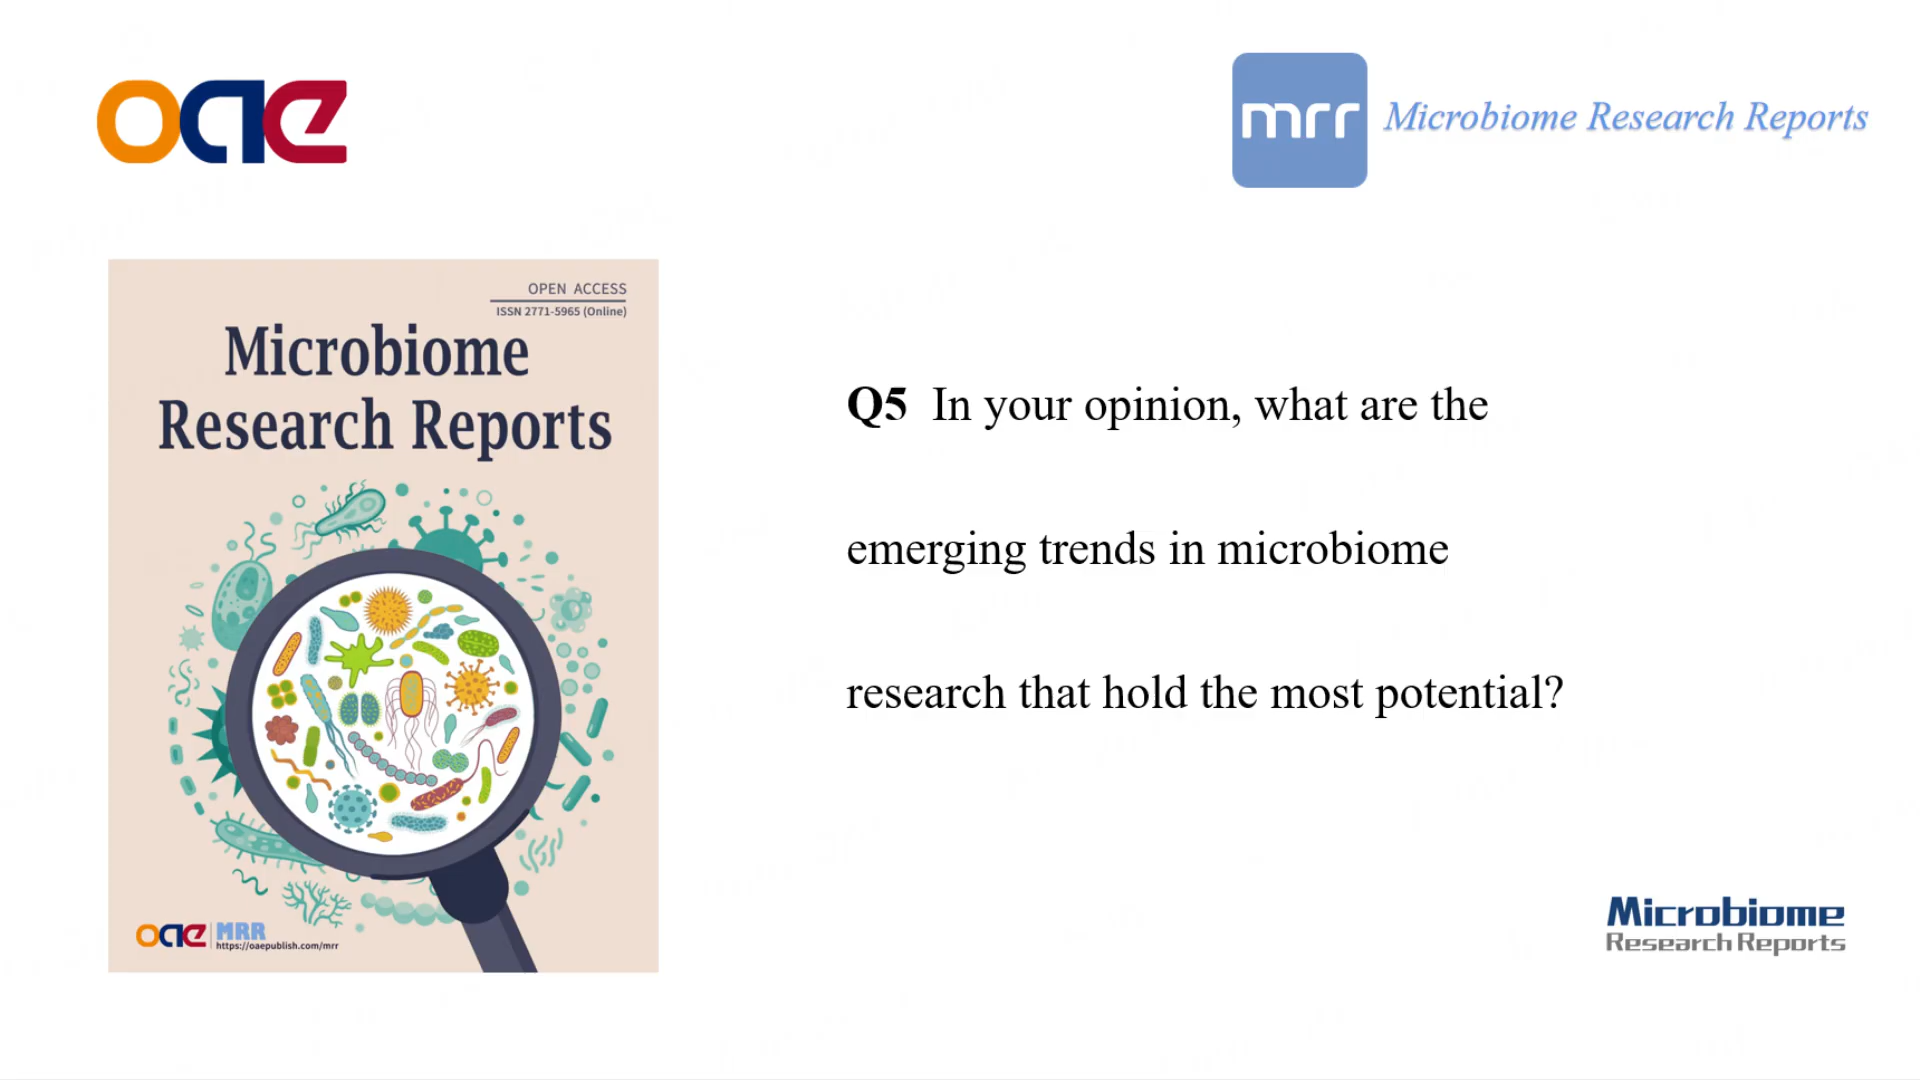 oae
mrr Microbiome Research Reports
OPEN ACCESS
ISSN 2771-5965 (Online)
Microbiome
Research Reports
oae MRR
https://oaepublish.com/mrr
Q5 In your opinion, what are the
emerging trends in microbiome
research that hold the most potential?
Microbiome
Research Reports